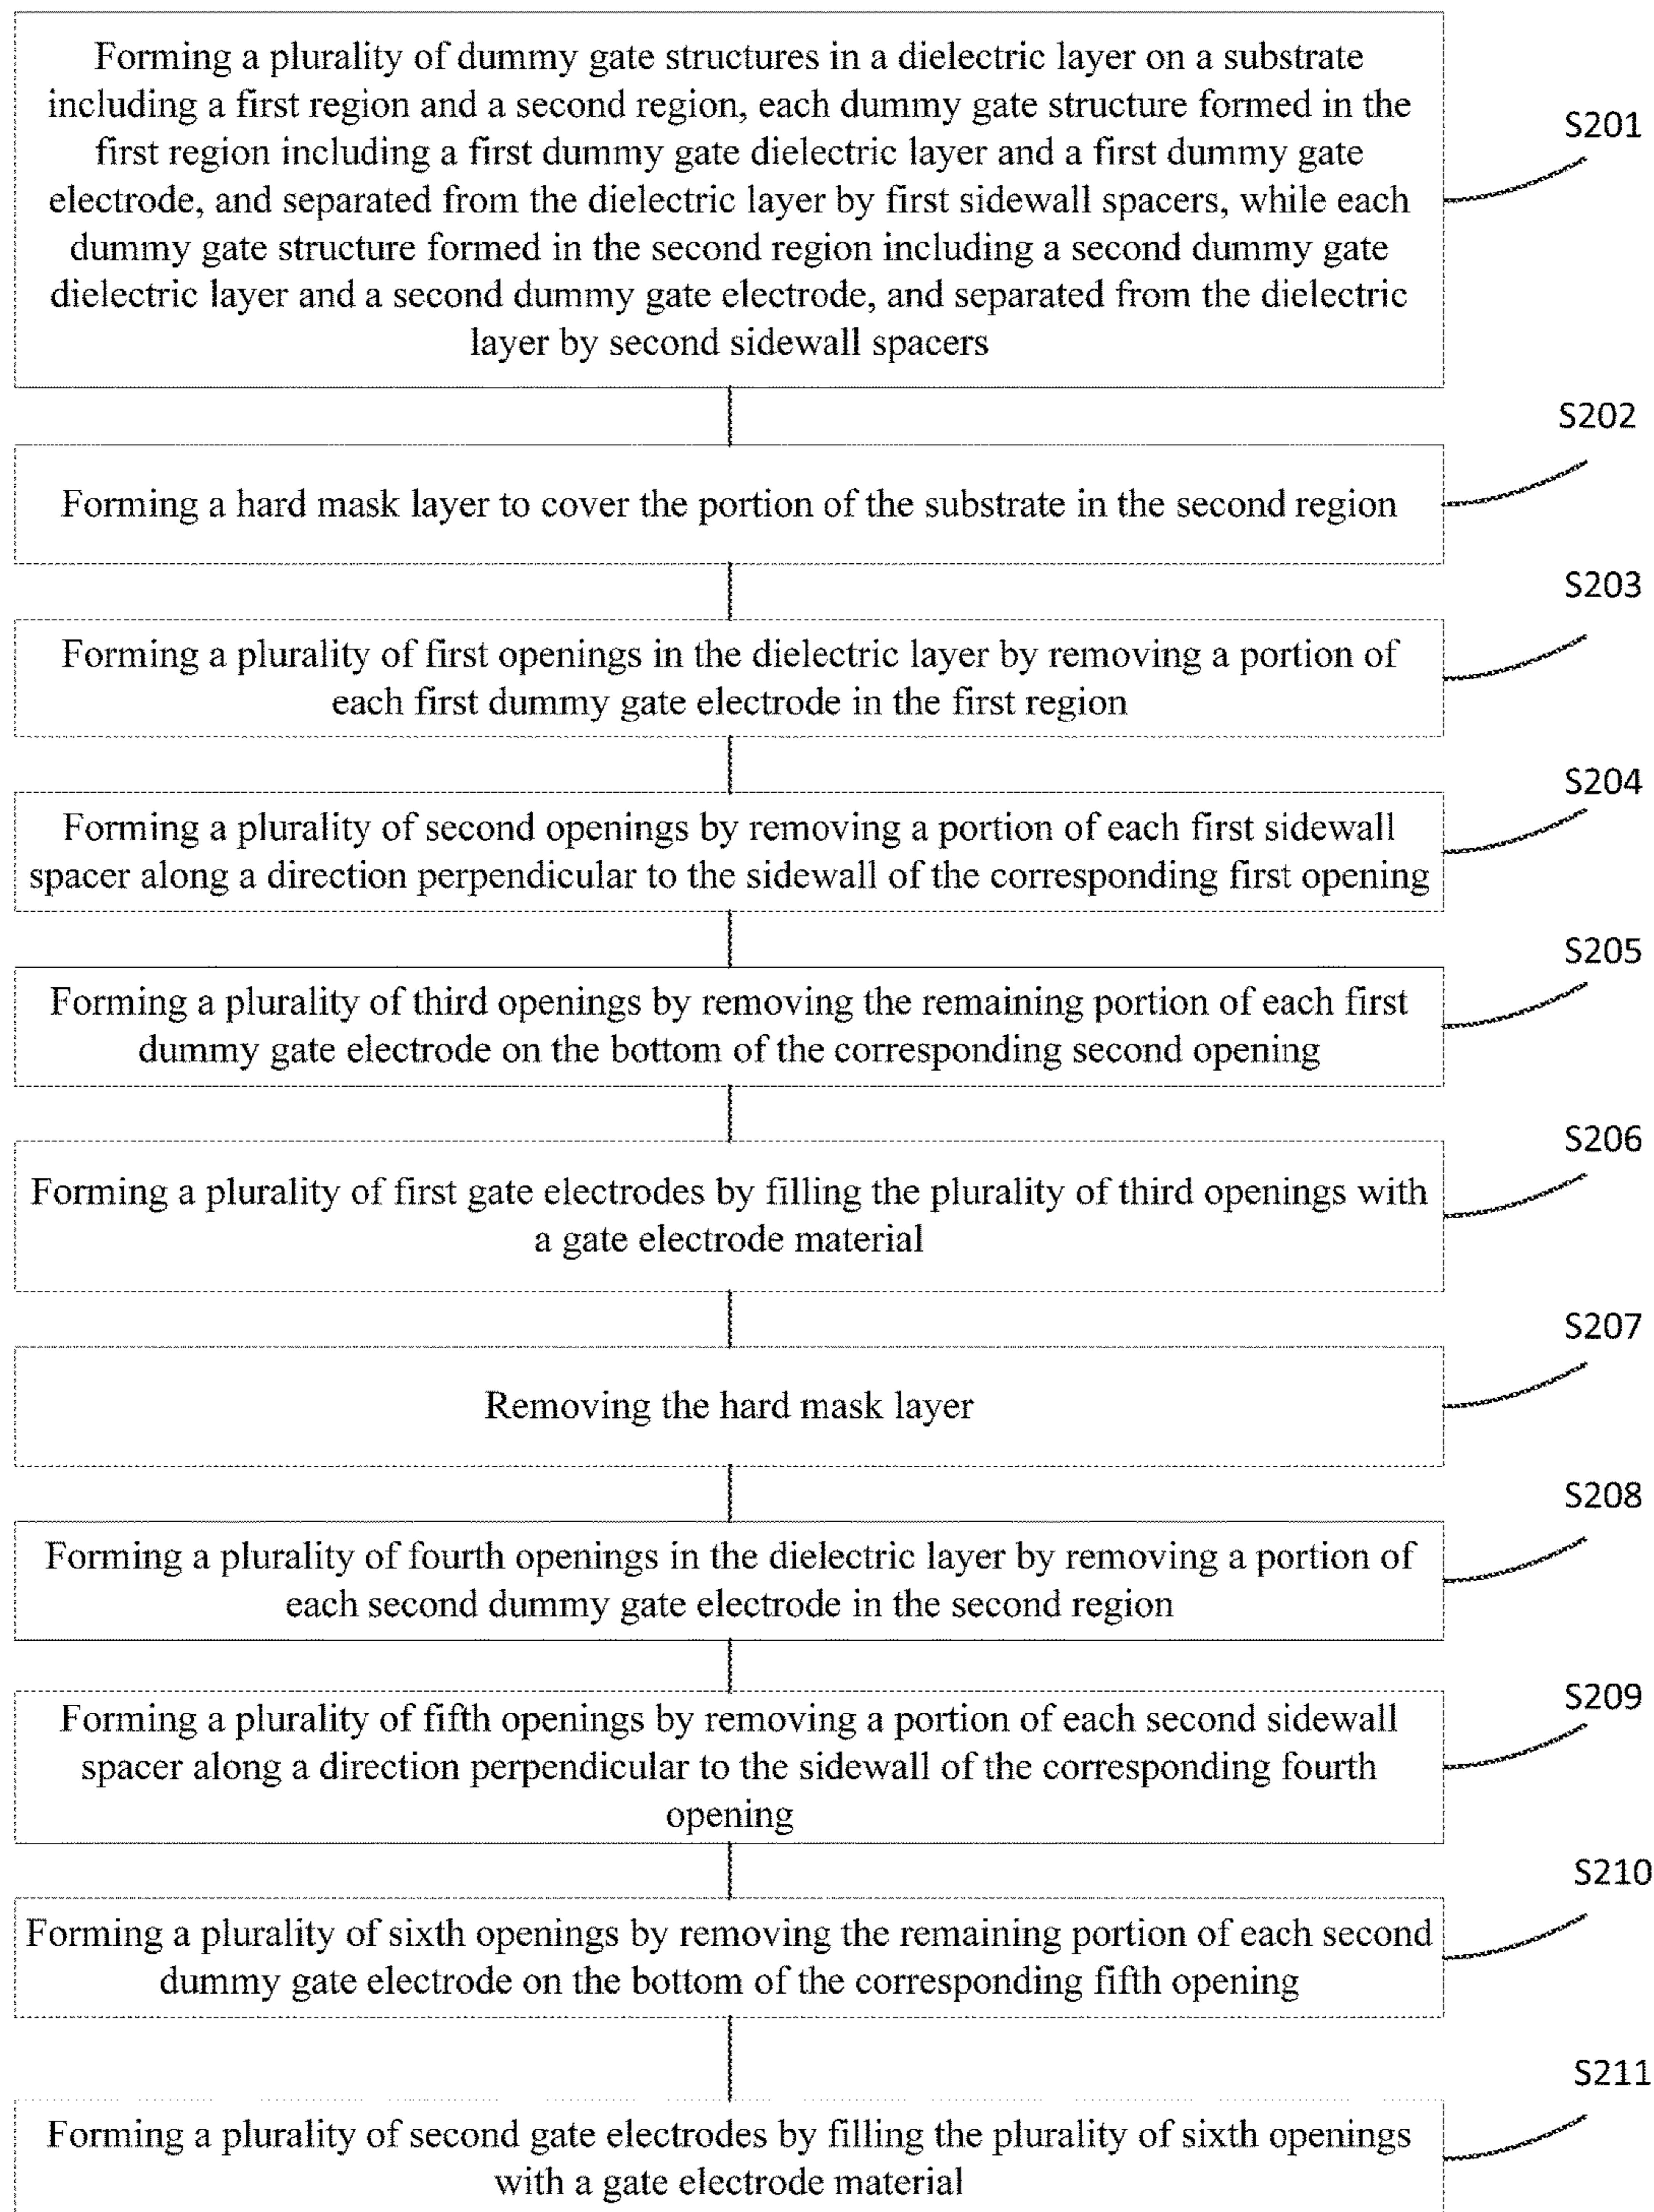 Forming a plurality of dummy gate structures in a dielectric layer on a substrate
including a first region and a second region, each dummy gate structure formed in the
first region including a first dummy gate dielectric layer and a first dummy gate
electrode, and separated from the dielectric layer by first sidewall spacers, while each
dummy gate structure formed in the second region including a second dummy gate
dielectric layer and a second dummy gate electrode, and separated from the dielectric
layer by second sidewall spacers
S201
S202
Forming a hard mask layer to cover the portion of the substrate in the second region
S203
Forming a plurality of first openings in the dielectric layer by removing a portion of
each first dummy gate electrode in the first region
S204
Forming a plurality of second openings by removing a portion of each first sidewall
spacer along a direction perpendicular to the sidewall of the corresponding first opening
S205
Forming a plurality of third openings by removing the remaining portion of each first
dummy gate electrode on the bottom of the corresponding second opening
S206
Forming a plurality of first gate electrodes by filling the plurality of third openings with
a gate electrode material
S207
Removing the hard mask layer
S208
Forming a plurality of fourth openings in the dielectric layer by removing a portion of
each second dummy gate electrode in the second region
S209
Forming a plurality of fifth openings by removing a portion of each second sidewall
spacer along a direction perpendicular to the sidewall of the corresponding fourth
opening
S210
Forming a plurality of sixth openings by removing the remaining portion of each second
dummy gate electrode on the bottom of the corresponding fifth opening
S211
Forming a plurality of second gate electrodes by filling the plurality of sixth openings
with a gate electrode material